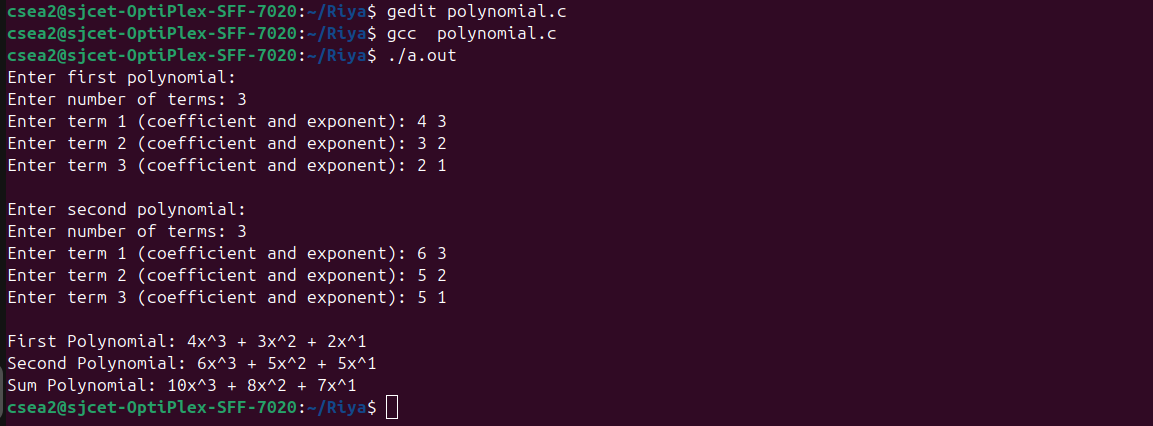 csea2@sjcet-OptiPlex-SFF-7020:~/Riya$ gedit polynomial.c
csea2@sjcet-OptiPlex-SFF-7020:~/Riya$ gcc  polynomial.c
csea2@sjcet-OptiPlex-SFF-7020:~/Riya$ ./a.out
Enter first polynomial:
Enter number of terms: 3
Enter term 1 (coefficient and exponent): 4 3
Enter term 2 (coefficient and exponent): 3 2
Enter term 3 (coefficient and exponent): 2 1

Enter second polynomial:
Enter number of terms: 3
Enter term 1 (coefficient and exponent): 6 3
Enter term 2 (coefficient and exponent): 5 2
Enter term 3 (coefficient and exponent): 5 1

First Polynomial: 4x^3 + 3x^2 + 2x^1
Second Polynomial: 6x^3 + 5x^2 + 5x^1
Sum Polynomial: 10x^3 + 8x^2 + 7x^1
csea2@sjcet-OptiPlex-SFF-7020:~/Riya$